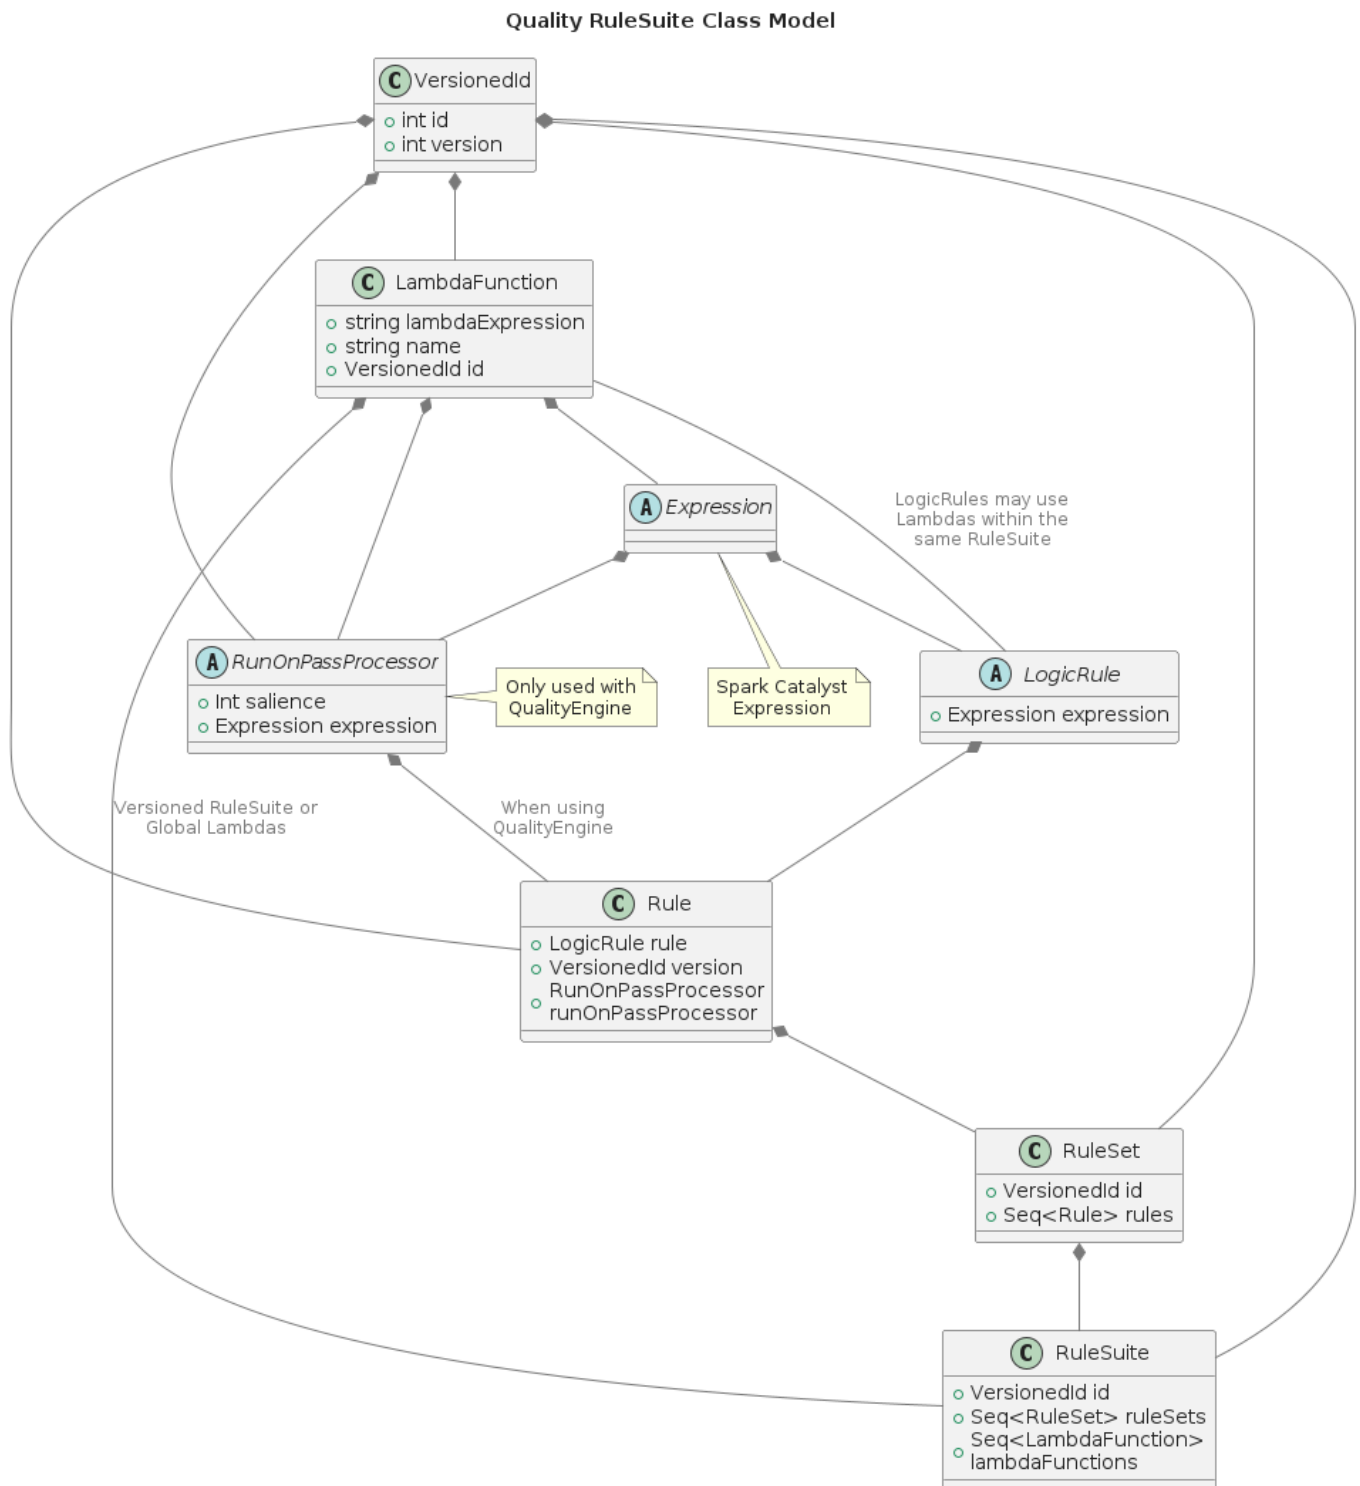 Quality RuleSuite Class Model
C VersionedId
int id
int version
C LambdaFunction
string lambdaExpression
string name
VersionedId id
A Expression
LogicRules may use
Lambdas within the
same RuleSuite
A RunOnPassProcessor
Int salience
Expression expression
Only used with
QualityEngine
Spark Catalyst
Expression
A LogicRule
Expression expression
Versioned RuleSuite or
Global Lambdas
When using
QualityEngine
C Rule
LogicRule rule
VersionedId version
RunOnPassProcessor
runOnPassProcessor
C RuleSet
VersionedId id
Seq<Rule> rules
C RuleSuite
VersionedId id
Seq<RuleSet> ruleSets
Seq<LambdaFunction>
lambdaFunctions